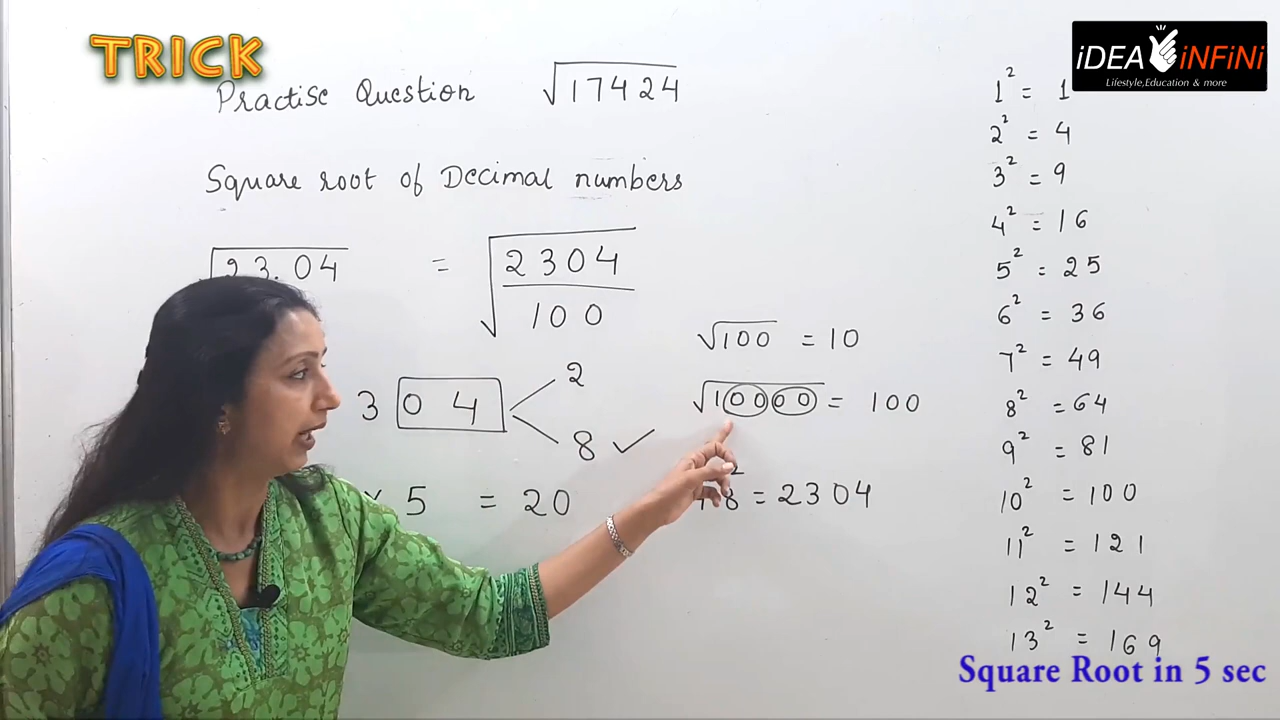 TRICK
iDEA iNFiNi
Lifestyle,Education & more
Practise Question √17424
Square root of Decimal numbers
√23.04 = √2304/100
√100 = 10
3 04 2
8 ✓
√10000 = 100
× 5 = 20
8² = 2304
1² = 1
2² = 4
3² = 9
4² = 16
5² = 25
6² = 36
7² = 49
8² = 64
9² = 81
10² = 100
11² = 121
12² = 144
13² = 169
Square Root in 5 sec